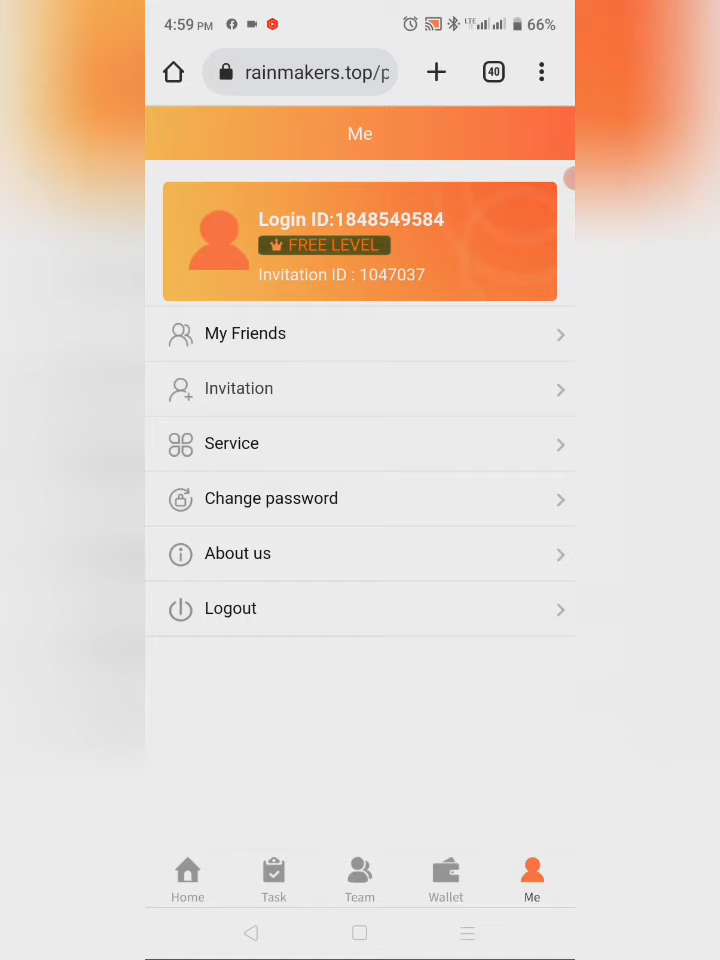 4:59 PM LTE 66%
rainmakers.top/p 40
Me
Login ID:1848549584
FREE LEVEL
Invitation ID : 1047037
My Friends
Invitation
Service
Change password
About us
Logout
Home Task Team Wallet Me